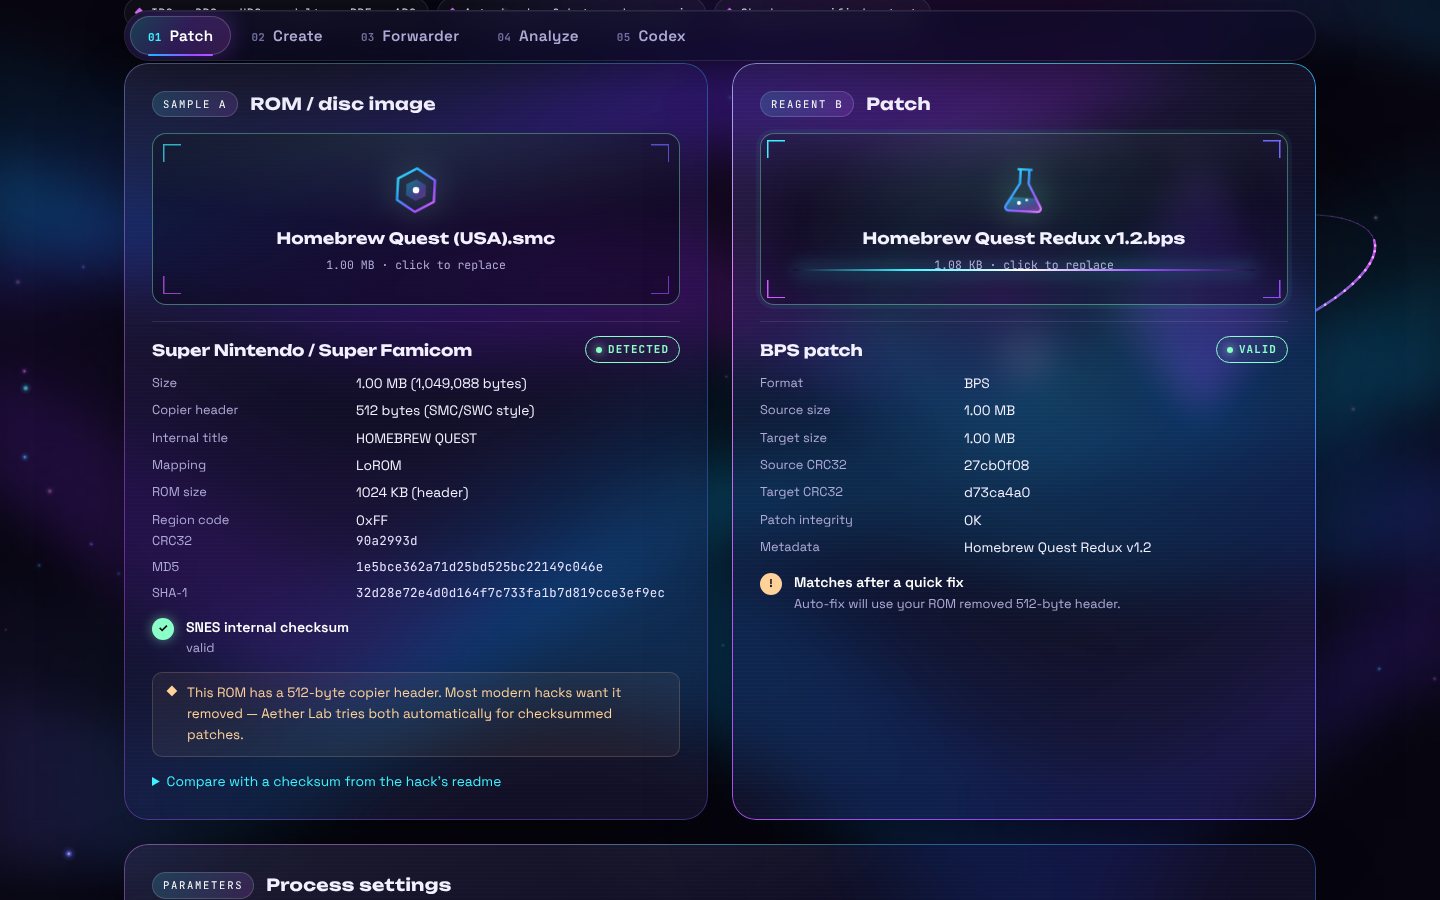 01 Patch
02 Create
03 Forwarder
04 Analyze
05 Codex
SAMPLE A
ROM / disc image
Homebrew Quest (USA).smc
1.00 MB · click to replace
Super Nintendo / Super Famicom
DETECTED
Size 1.00 MB (1,049,088 bytes)
Copier header 512 bytes (SMC/SWC style)
Internal title HOMEBREW QUEST
Mapping LoROM
ROM size 1024 KB (header)
Region code 0xFF
CRC32 90a2993d
MD5 1e5bce362a71d25bd525bc22149c046e
SHA-1 32d28e72e4d0d164f7c733fa1b7d819cce3ef9ec
SNES internal checksum
valid
This ROM has a 512-byte copier header. Most modern hacks want it
removed — Aether Lab tries both automatically for checksummed
patches.
Compare with a checksum from the hack's readme
REAGENT B
Patch
Homebrew Quest Redux v1.2.bps
1.08 KB · click to replace
BPS patch
VALID
Format BPS
Source size 1.00 MB
Target size 1.00 MB
Source CRC32 27cb0f08
Target CRC32 d73ca4a0
Patch integrity OK
Metadata Homebrew Quest Redux v1.2
Matches after a quick fix
Auto-fix will use your ROM removed 512-byte header.
PARAMETERS
Process settings